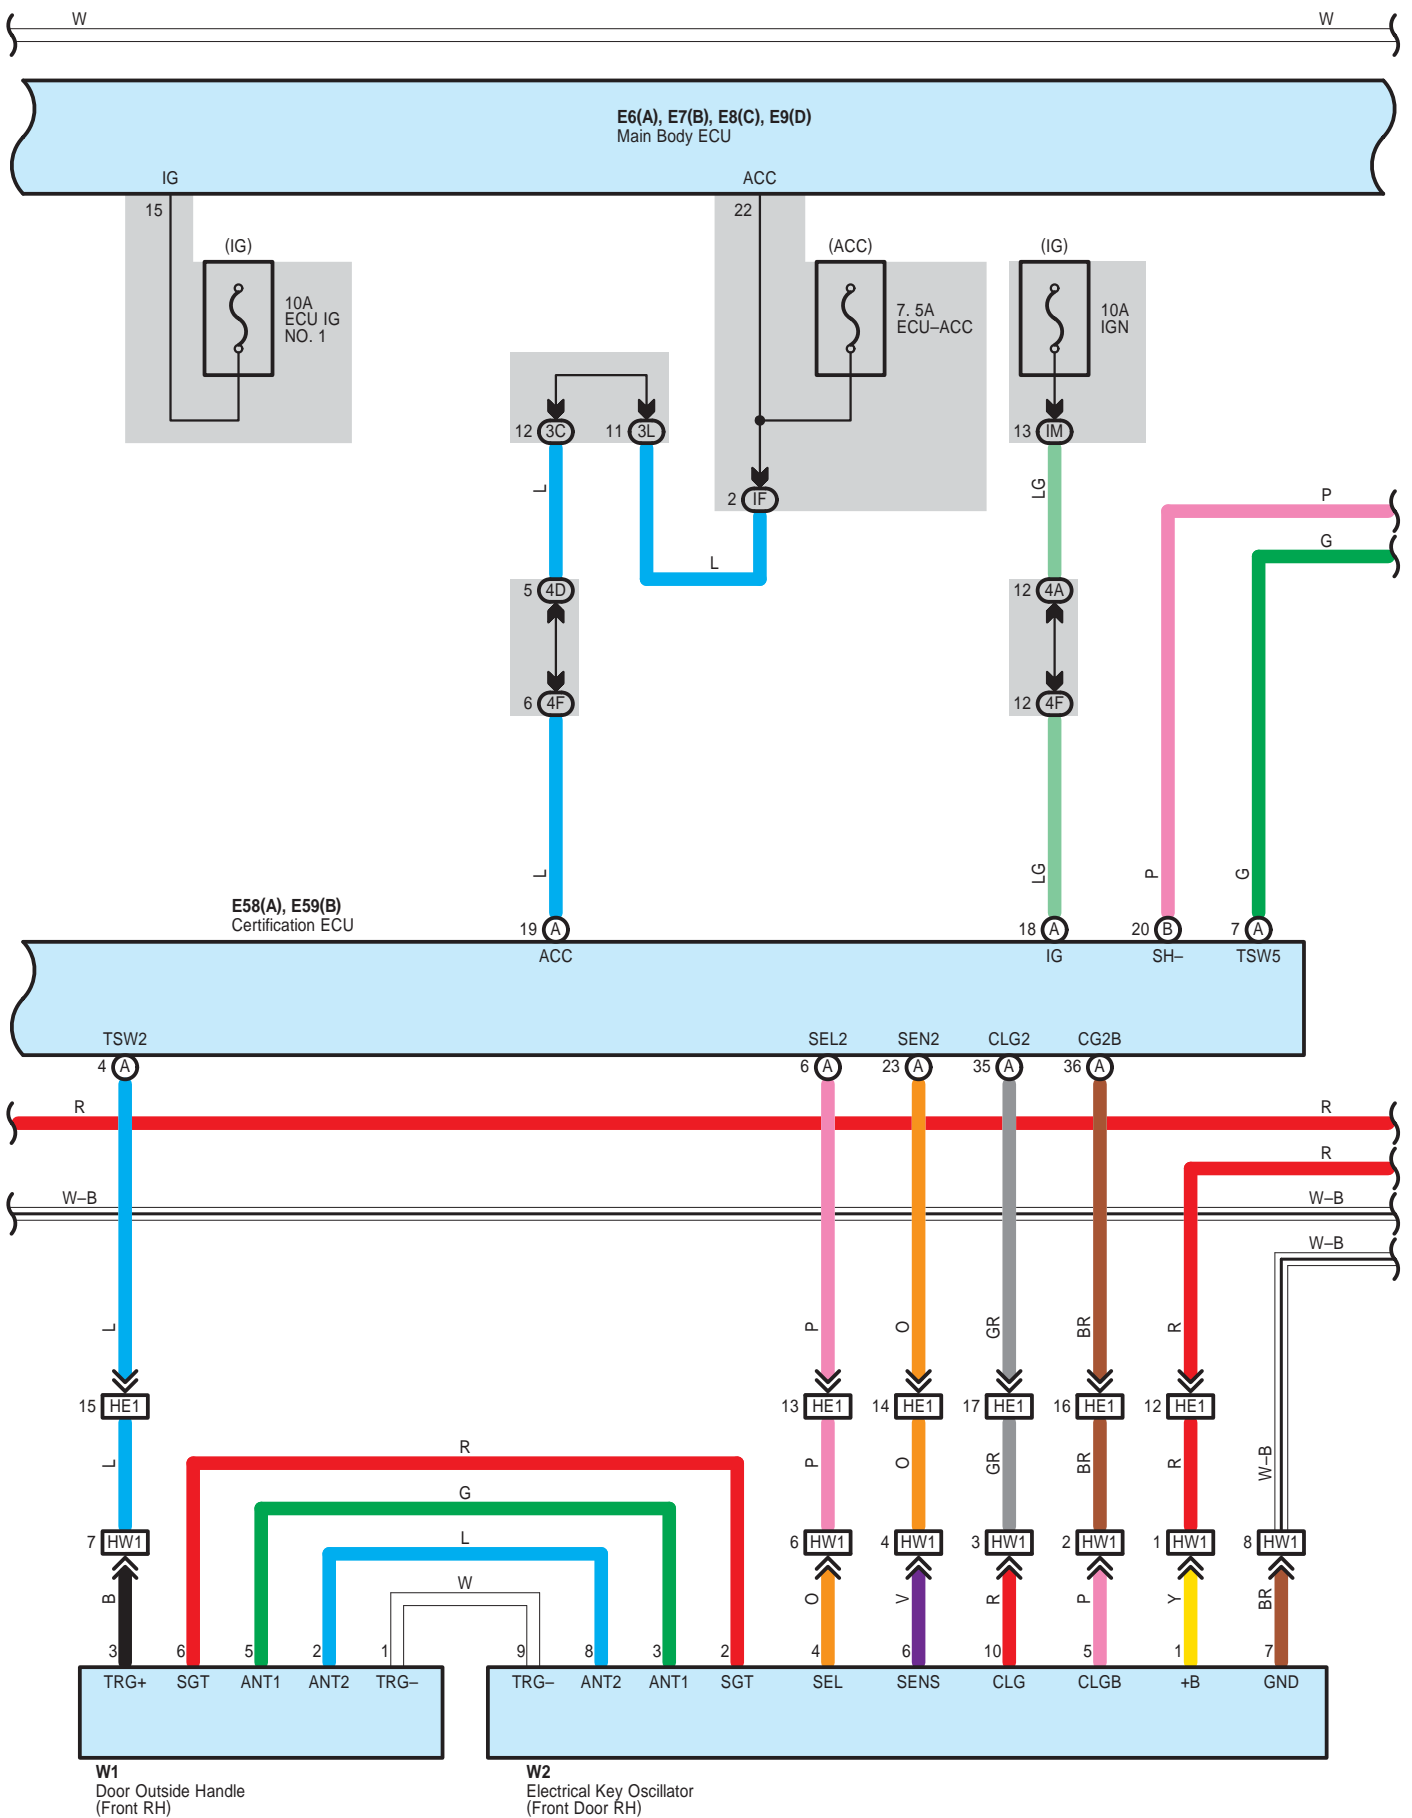 W W
E6(A), E7(B), E8(C), E9(D)
Main Body ECU
IG ACC
15 22
(IG) (ACC) (IG)
10A
ECU IG
NO. 1
7. 5A
ECU–ACC
10A
IGN
12 3C 11 3L 13 IM
L LG
2 IF
P
L
G
5 4D 12 4A
6 4F 12 4F
L LG P G
E58(A), E59(B)
Certification ECU
19 A 18 A 20 B 7 A
ACC IG SH– TSW5
TSW2 SEL2 SEN2 CLG2 CG2B
4 A 6 A 23 A 35 A 36 A
R R
R
W–B W–B
W–B
L P O GR BR R
15 HE1 13 HE1 14 HE1 17 HE1 16 HE1 12 HE1
R
L P O GR BR R W–B
G
L
7 HW1 6 HW1 4 HW1 3 HW1 2 HW1 1 HW1 8 HW1
W
B O V R P Y BR
3 6 5 2 1 9 8 3 2 4 6 10 5 1 7
TRG+ SGT ANT1 ANT2 TRG– TRG– ANT2 ANT1 SGT SEL SENS CLG CLGB +B GND
W1
Door Outside Handle
(Front RH)
W2
Electrical Key Oscillator
(Front Door RH)